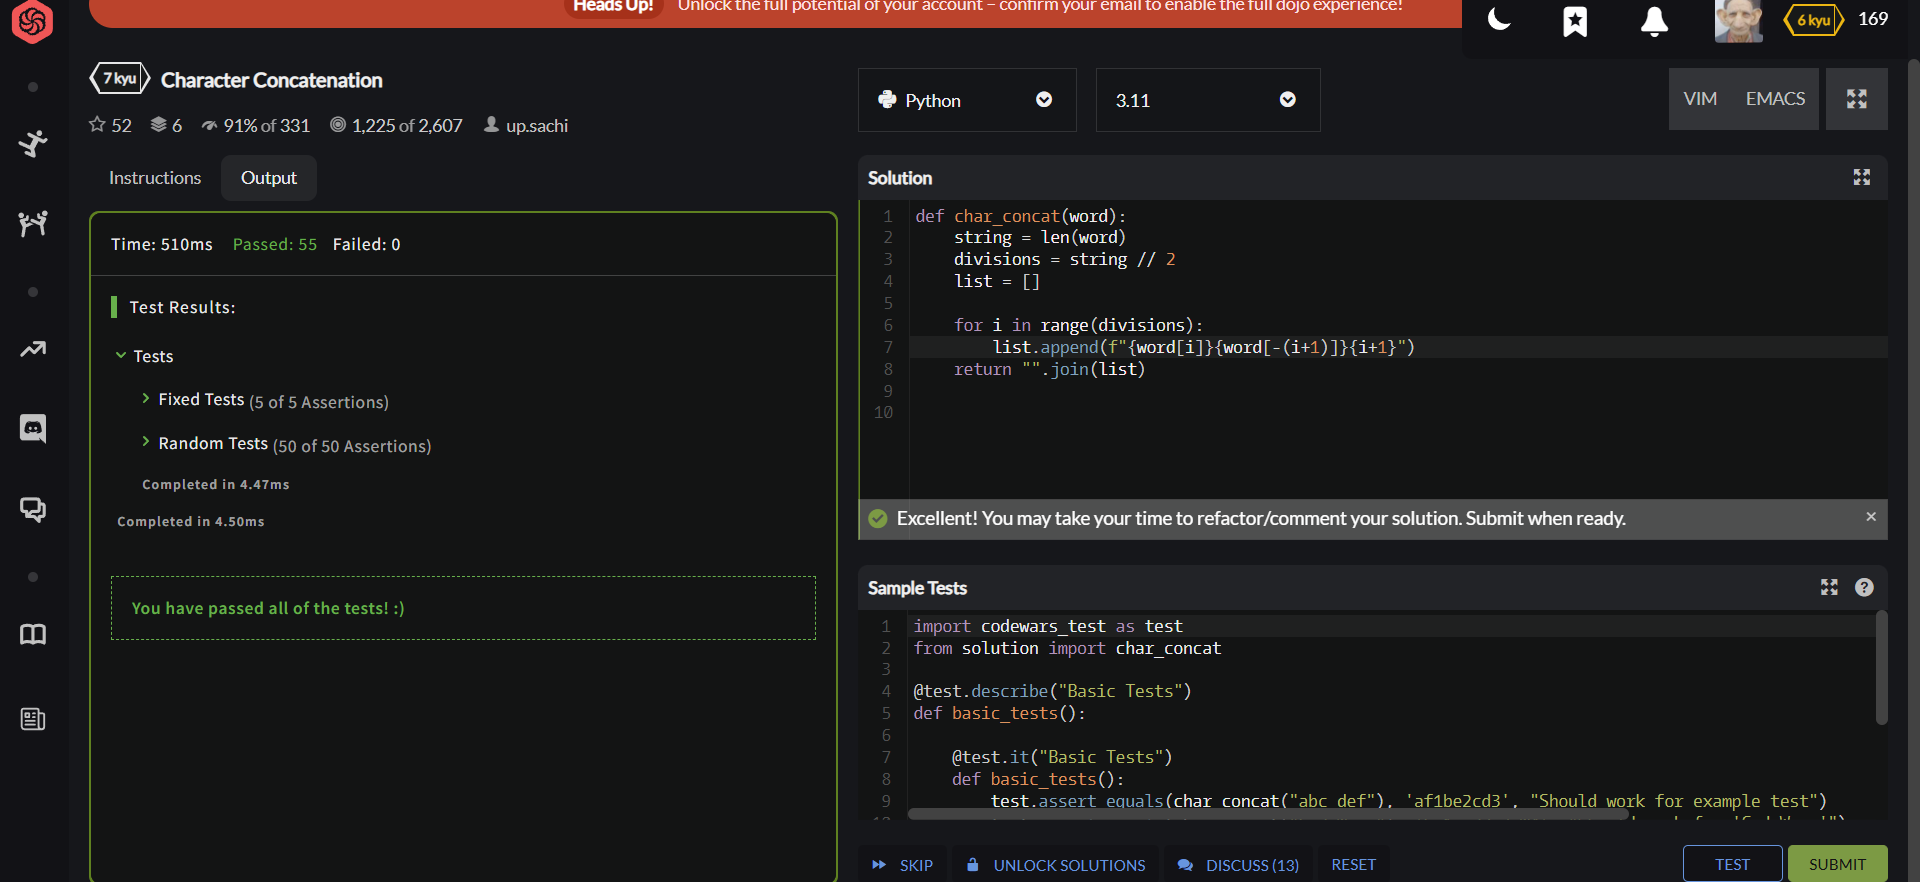 Heads Up! Unlock the full potential of your account – confirm your email to enable the full dojo experience!
6 kyu 169
7 kyu Character Concatenation
52 6 91% of 331 1,225 of 2,607 up.sachi
Python 3.11 VIM EMACS
Instructions Output
Time: 510ms Passed: 55 Failed: 0
Test Results:
Tests
Fixed Tests (5 of 5 Assertions)
Random Tests (50 of 50 Assertions)
Completed in 4.47ms
Completed in 4.50ms
You have passed all of the tests! :)
Solution
1 def char_concat(word):
2     string = len(word)
3     divisions = string // 2
4     list = []
5
6     for i in range(divisions):
7         list.append(f"{word[i]}{word[-(i+1)]}{i+1}")
8     return "".join(list)
9
10
Excellent! You may take your time to refactor/comment your solution. Submit when ready.
Sample Tests
1 import codewars_test as test
2 from solution import char_concat
3
4 @test.describe("Basic Tests")
5 def basic_tests():
6
7     @test.it("Basic Tests")
8     def basic_tests():
9         test.assert_equals(char_concat("abc def"), 'af1be2cd3', "Should work for example test")
SKIP UNLOCK SOLUTIONS DISCUSS (13) RESET TEST SUBMIT